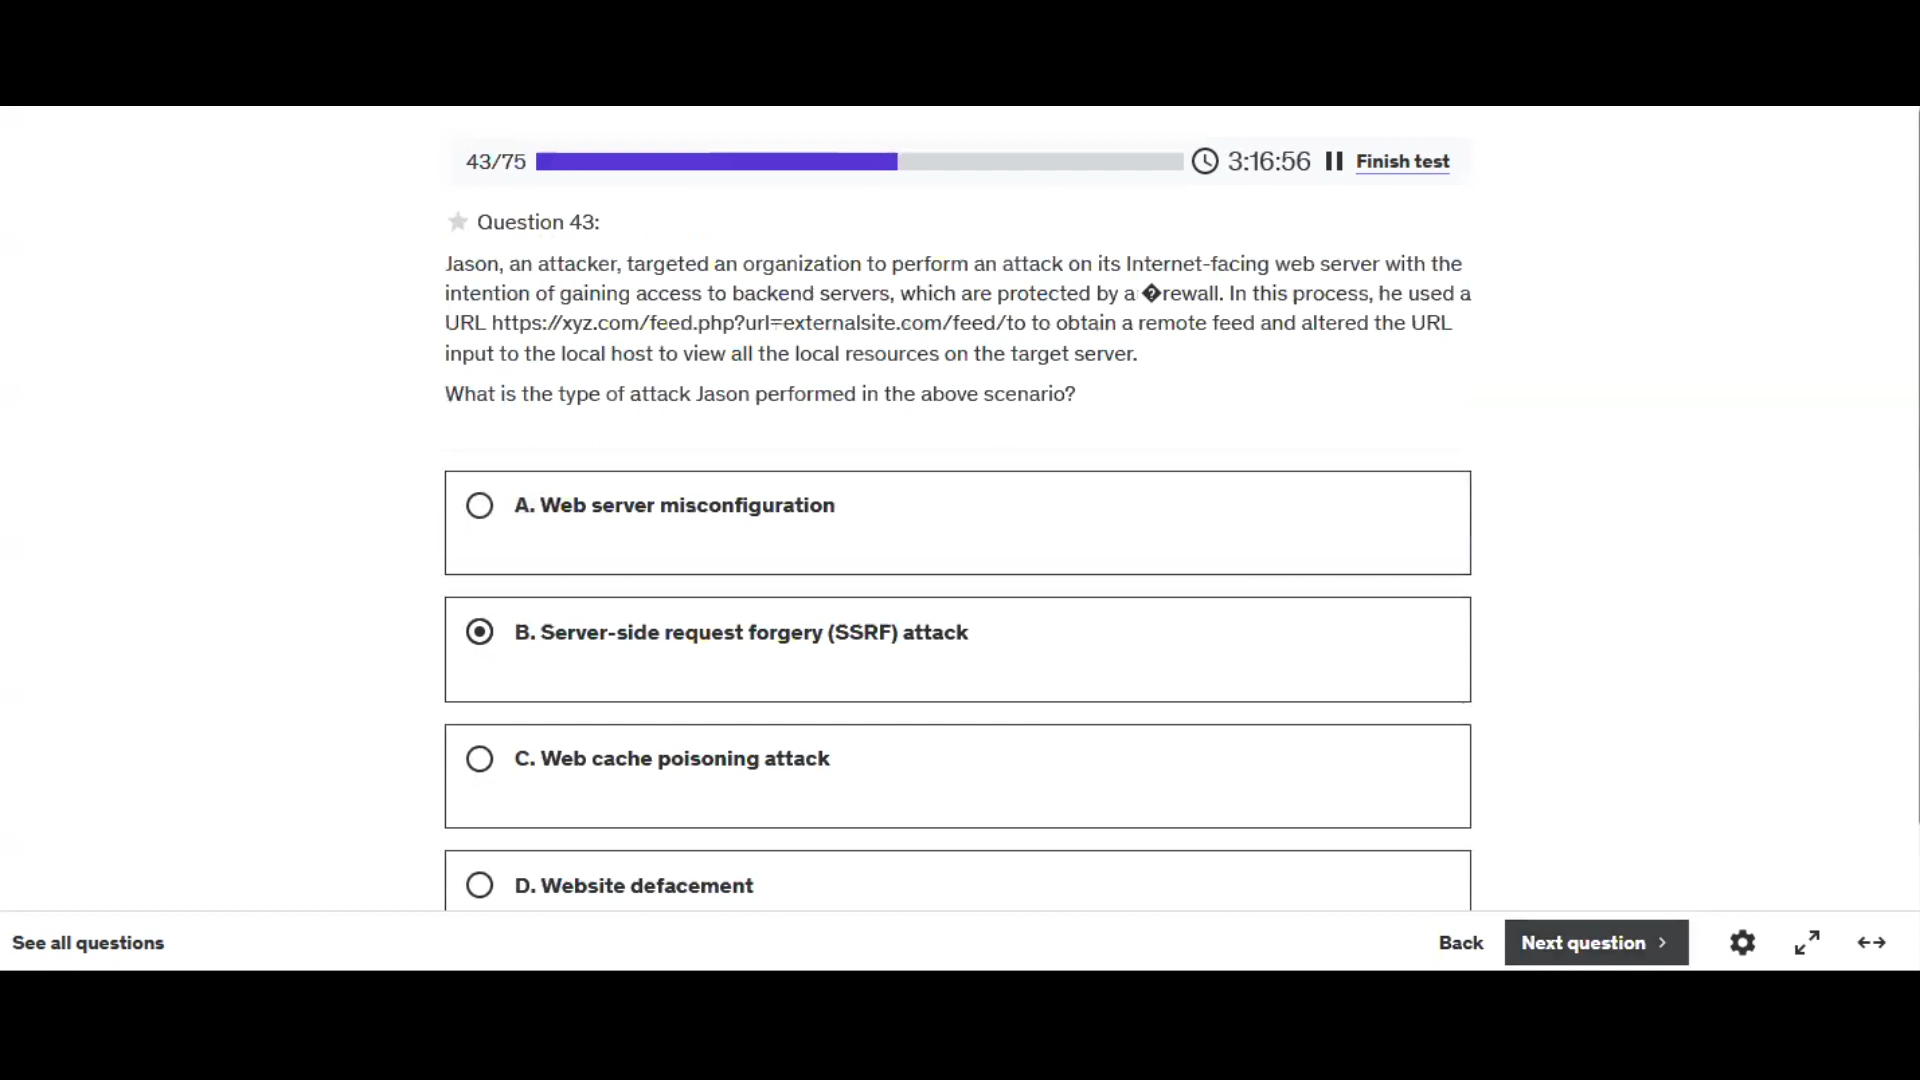 43/75 3:16:56 Finish test
Question 43:
Jason, an attacker, targeted an organization to perform an attack on its Internet-facing web server with the
intention of gaining access to backend servers, which are protected by a �rewall. In this process, he used a
URL https://xyz.com/feed.php?url=externalsite.com/feed/to to obtain a remote feed and altered the URL
input to the local host to view all the local resources on the target server.
What is the type of attack Jason performed in the above scenario?
A. Web server misconfiguration
B. Server-side request forgery (SSRF) attack
C. Web cache poisoning attack
D. Website defacement
See all questions Back Next question